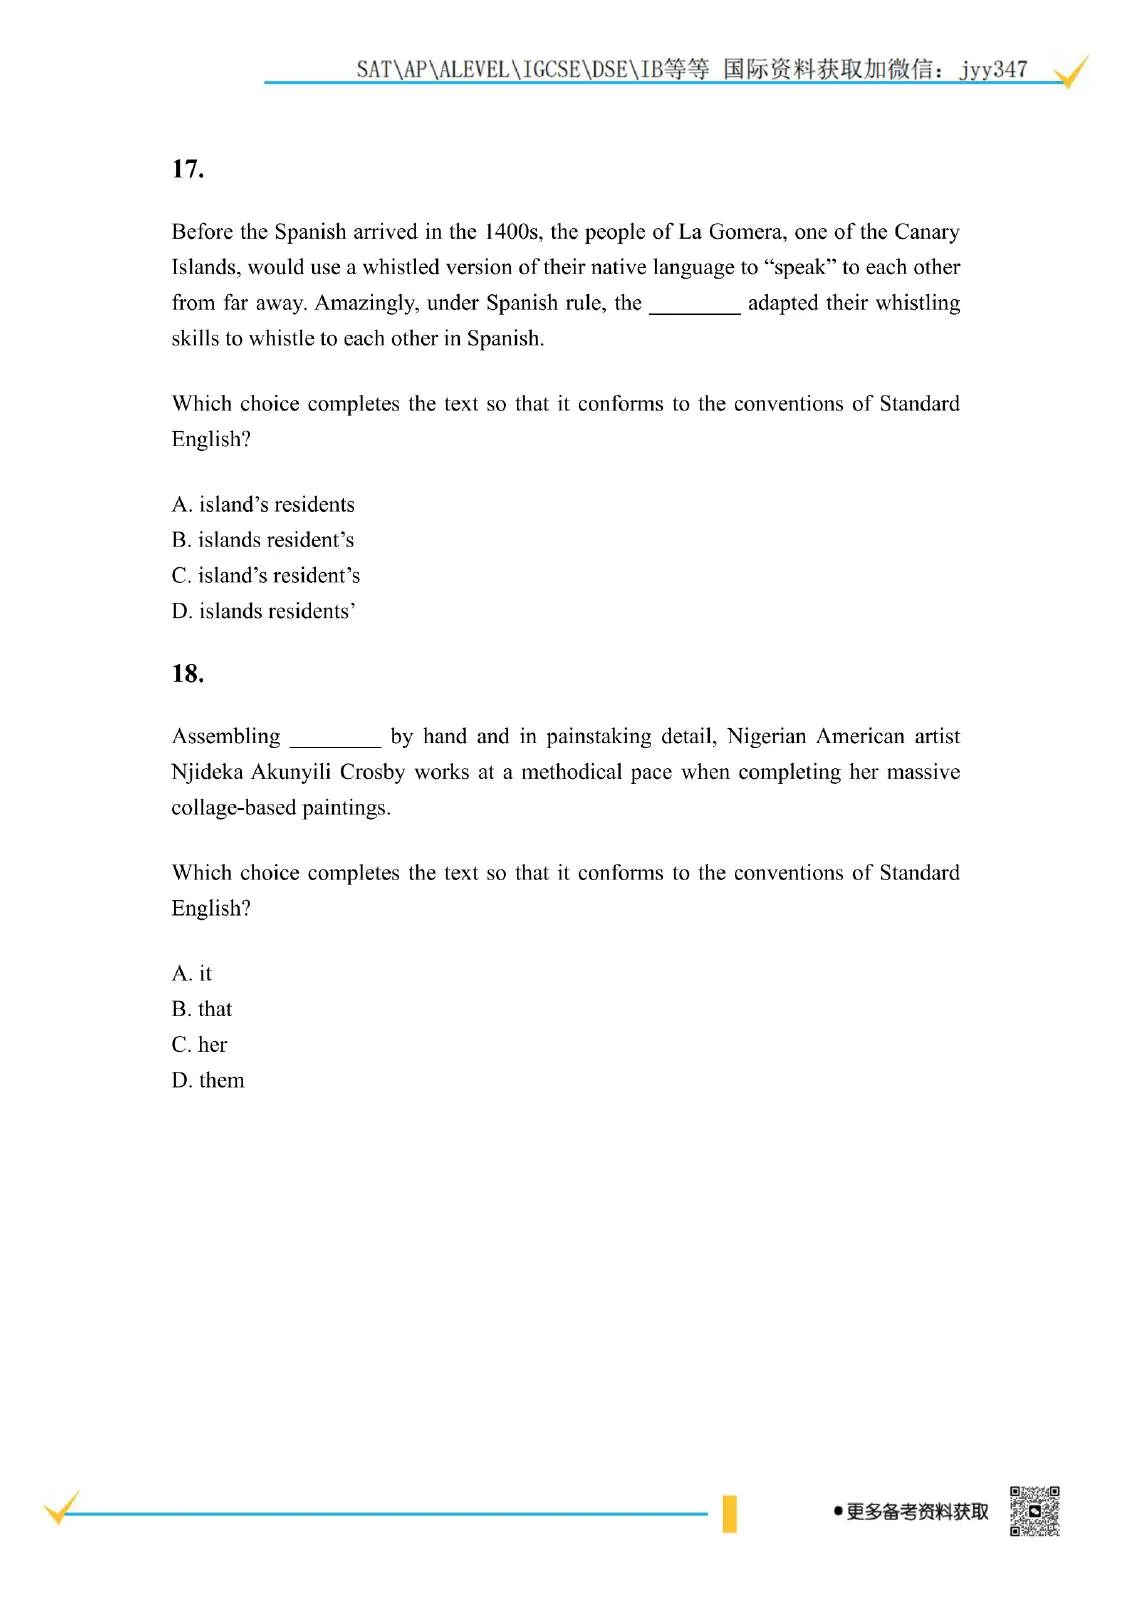 SAT\AP\ALEVEL\IGCSE\DSE\IB等等 国际资料获取加微信：jyy347
17.
Before the Spanish arrived in the 1400s, the people of La Gomera, one of the Canary
Islands, would use a whistled version of their native language to “speak” to each other
from far away. Amazingly, under Spanish rule, the ________ adapted their whistling
skills to whistle to each other in Spanish.
Which choice completes the text so that it conforms to the conventions of Standard
English?
A. island’s residents
B. islands resident’s
C. island’s resident’s
D. islands residents’
18.
Assembling ________ by hand and in painstaking detail, Nigerian American artist
Njideka Akunyili Crosby works at a methodical pace when completing her massive
collage-based paintings.
Which choice completes the text so that it conforms to the conventions of Standard
English?
A. it
B. that
C. her
D. them
•更多备考资料获取